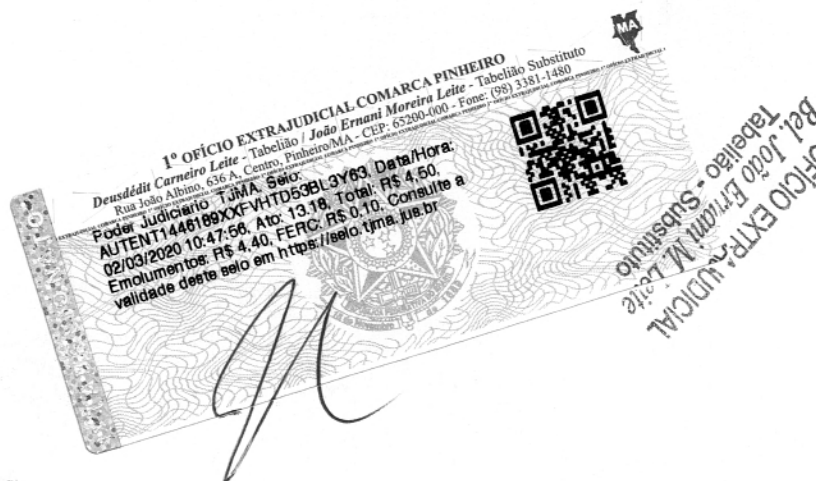 MA
1º OFÍCIO EXTRAJUDICIAL COMARCA PINHEIRO
Deusdédit Carneiro Leite - Tabelião / João Ernani Moreira Leite - Tabelião Substituto
Rua João Albino, 636 A, Centro, Pinheiro/MA - CEP: 65200-000 - Fone: (98) 3381-1480
Poder Judiciário TJMA. Selo:
AUTENT1446189XXFVHTD53BL3Y63, Data/Hora:
02/03/2020 10:47:56, Ato: 13.18, Total: R$ 4,50,
Emolumentos: R$ 4,40, FERC: R$ 0,10, Consulte a
validade deste selo em https://selo.tjma.jus.br
OFÍCIO EXTRAJUDICIAL
Bel. João Ernani M. Leite
Tabelião - Substituto